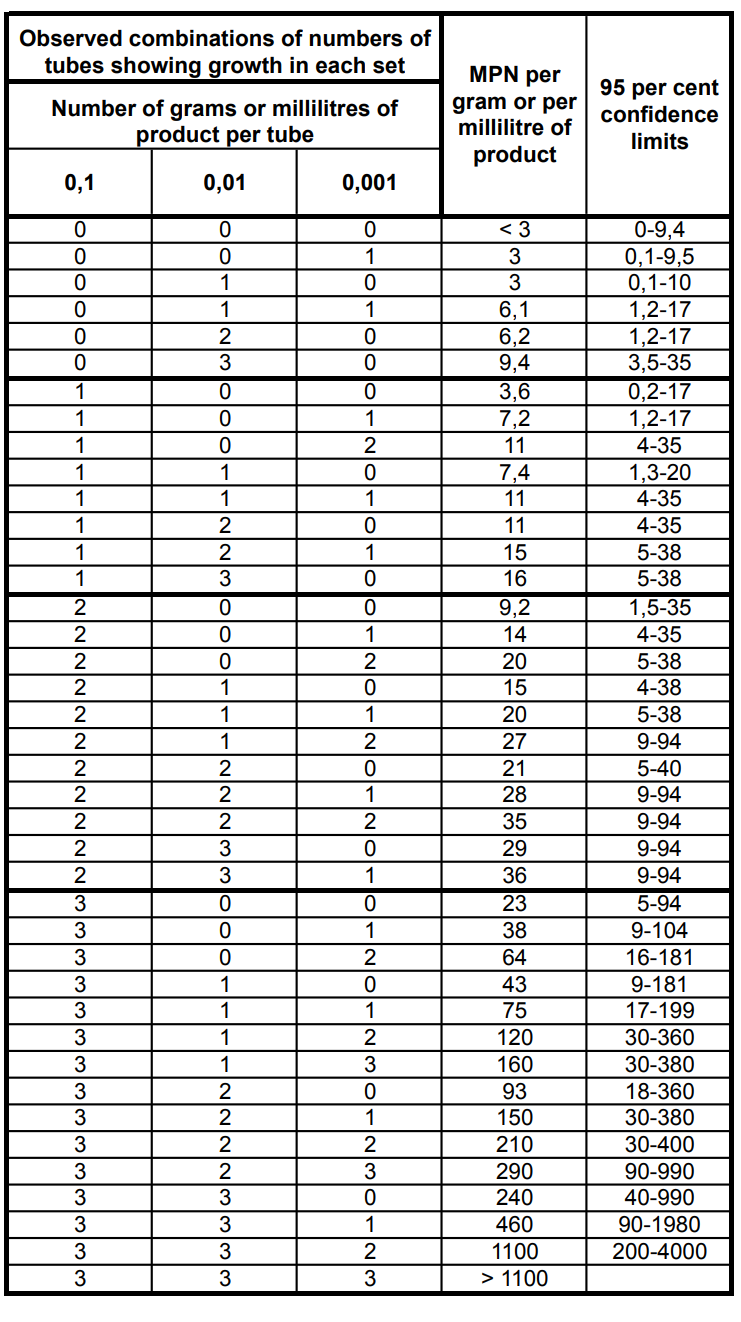 Observed combinations of numbers of
tubes showing growth in each set
Number of grams or millilitres of
product per tube
MPN per
gram or per
millilitre of
product
95 per cent
confidence
limits
0,1 0,01 0,001
0 0 0 < 3 0-9,4
0 0 1 3 0,1-9,5
0 1 0 3 0,1-10
0 1 1 6,1 1,2-17
0 2 0 6,2 1,2-17
0 3 0 9,4 3,5-35
1 0 0 3,6 0,2-17
1 0 1 7,2 1,2-17
1 0 2 11 4-35
1 1 0 7,4 1,3-20
1 1 1 11 4-35
1 2 0 11 4-35
1 2 1 15 5-38
1 3 0 16 5-38
2 0 0 9,2 1,5-35
2 0 1 14 4-35
2 0 2 20 5-38
2 1 0 15 4-38
2 1 1 20 5-38
2 1 2 27 9-94
2 2 0 21 5-40
2 2 1 28 9-94
2 2 2 35 9-94
2 3 0 29 9-94
2 3 1 36 9-94
3 0 0 23 5-94
3 0 1 38 9-104
3 0 2 64 16-181
3 1 0 43 9-181
3 1 1 75 17-199
3 1 2 120 30-360
3 1 3 160 30-380
3 2 0 93 18-360
3 2 1 150 30-380
3 2 2 210 30-400
3 2 3 290 90-990
3 3 0 240 40-990
3 3 1 460 90-1980
3 3 2 1100 200-4000
3 3 3 > 1100